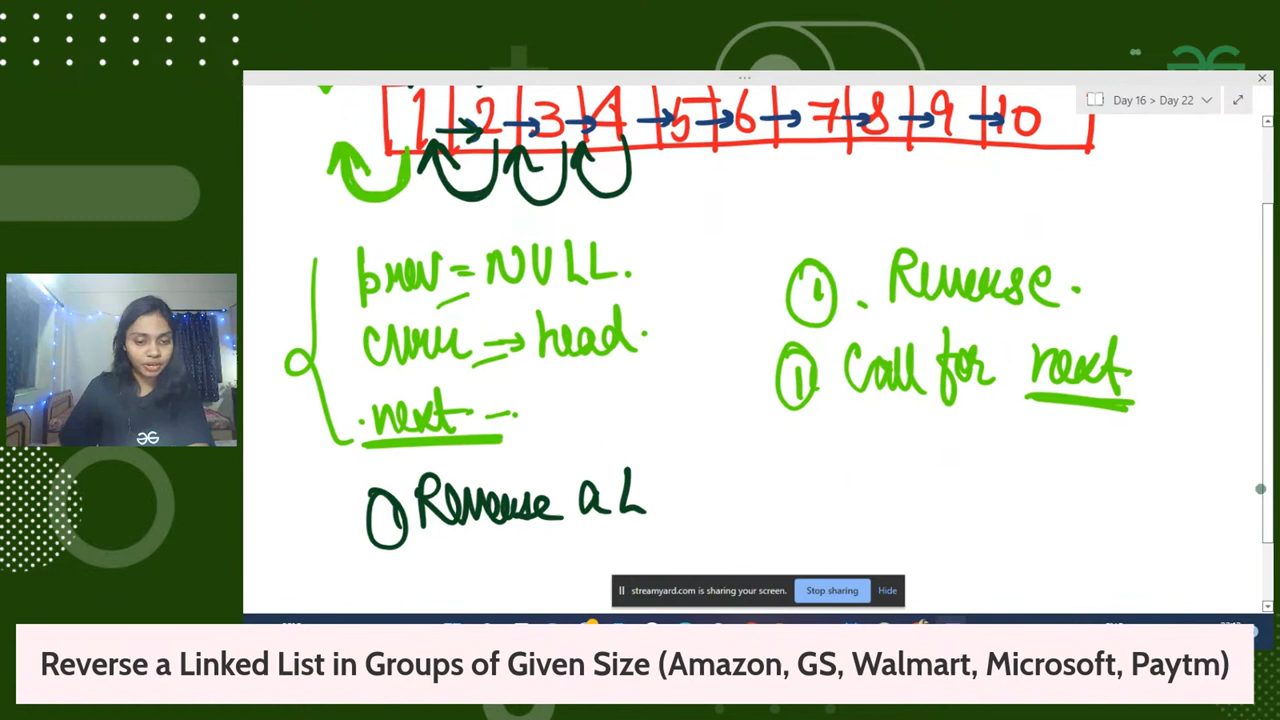 Day 16 > Day 22
1 → 2 → 3 → 4 → 5 → 6 → 7 → 8 → 9 → 10
prev = NULL.
curr → head.
next -
① Reverse.
① Call for next
Reverse a L
streamyard.com is sharing your screen.
Stop sharing
Hide
Reverse a Linked List in Groups of Given Size (Amazon, GS, Walmart, Microsoft, Paytm)